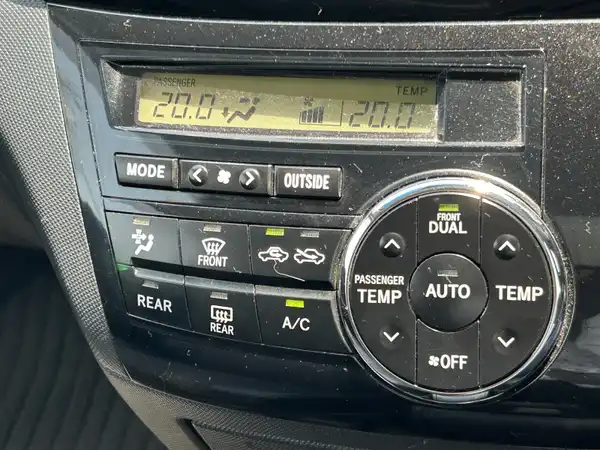 PASSENGER TEMP
20.0 20.0
MODE OUTSIDE
FRONT
DUAL
FRONT
PASSENGER
TEMP AUTO TEMP
REAR
REAR
A/C
OFF